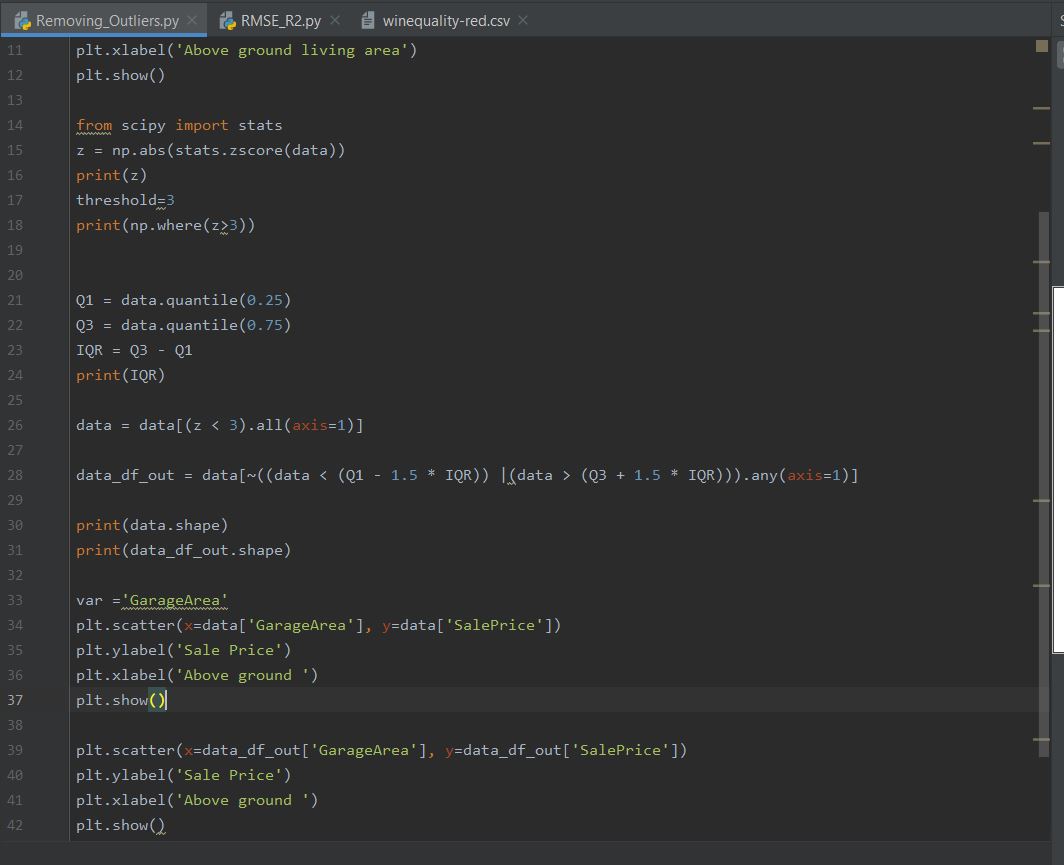 Removing_Outliers.py × RMSE_R2.py × winequality-red.csv ×
11 plt.xlabel('Above ground living area')
12 plt.show()
13
14 from scipy import stats
15 z = np.abs(stats.zscore(data))
16 print(z)
17 threshold=3
18 print(np.where(z>3))
19
20
21 Q1 = data.quantile(0.25)
22 Q3 = data.quantile(0.75)
23 IQR = Q3 - Q1
24 print(IQR)
25
26 data = data[(z < 3).all(axis=1)]
27
28 data_df_out = data[~((data < (Q1 - 1.5 * IQR)) |(data > (Q3 + 1.5 * IQR))).any(axis=1)]
29
30 print(data.shape)
31 print(data_df_out.shape)
32
33 var ='GarageArea'
34 plt.scatter(x=data['GarageArea'], y=data['SalePrice'])
35 plt.ylabel('Sale Price')
36 plt.xlabel('Above ground ')
37 plt.show()
38
39 plt.scatter(x=data_df_out['GarageArea'], y=data_df_out['SalePrice'])
40 plt.ylabel('Sale Price')
41 plt.xlabel('Above ground ')
42 plt.show()